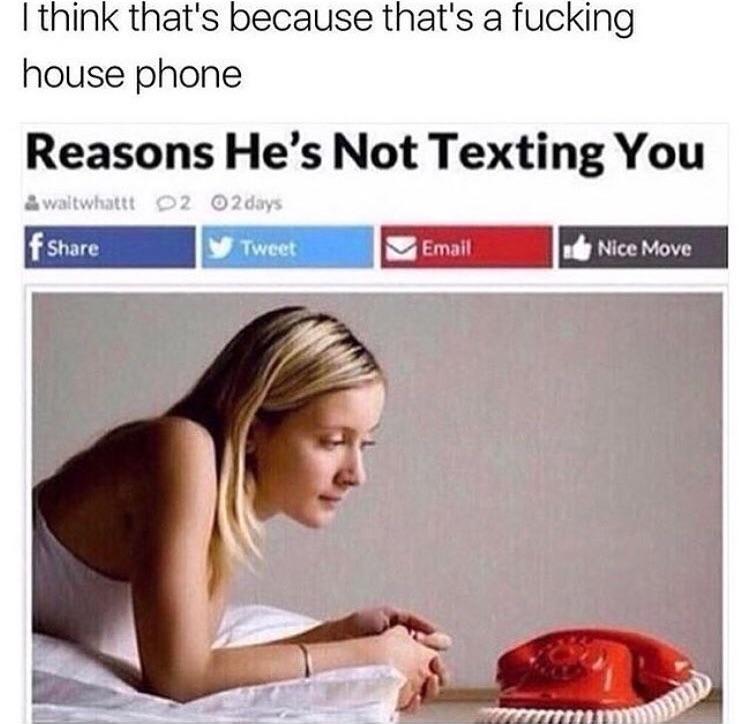 I think that's because that's a fucking
house phone
Reasons He's Not Texting You
waitwhattt 2 2 days
f Share Tweet Email Nice Move